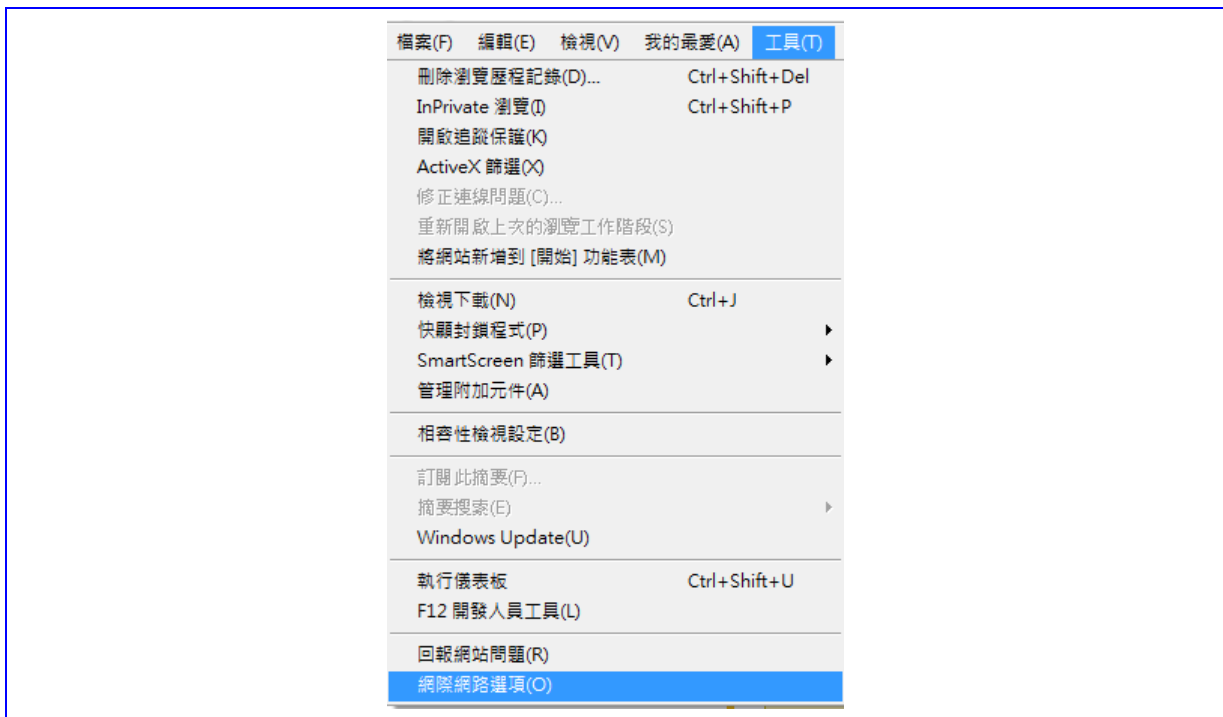 檔案(F) 編輯(E) 檢視(V) 我的最愛(A) 工具(T)
刪除瀏覽歷程記錄(D)... Ctrl+Shift+Del
InPrivate 瀏覽(I) Ctrl+Shift+P
開啟追蹤保護(K)
ActiveX 篩選(X)
修正連線問題(C)...
重新開啟上次的瀏覽工作階段(S)
將網站新增到 [開始] 功能表(M)
檢視下載(N) Ctrl+J
快顯封鎖程式(P)
SmartScreen 篩選工具(T)
管理附加元件(A)
相容性檢視設定(B)
訂閱此摘要(F)...
摘要搜索(E)
Windows Update(U)
執行儀表板 Ctrl+Shift+U
F12 開發人員工具(L)
回報網站問題(R)
網際網路選項(O)